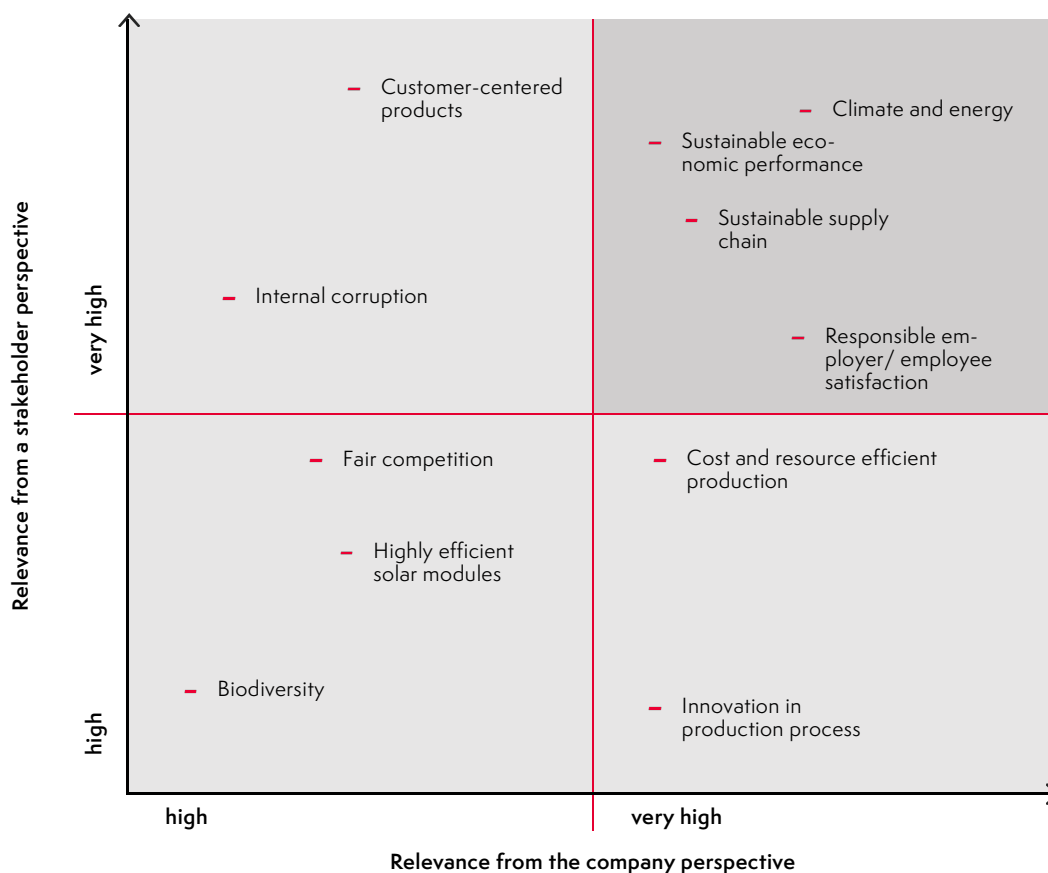 Customer-centered
products
Climate and energy
Sustainable eco-
nomic performance
Sustainable supply
chain
Internal corruption
Responsible em-
ployer/ employee
satisfaction
Fair competition
Cost and resource efficient
production
Highly efficient
solar modules
Biodiversity
Innovation in
production process
Relevance from a stakeholder perspective
very high
high
high
very high
Relevance from the company perspective